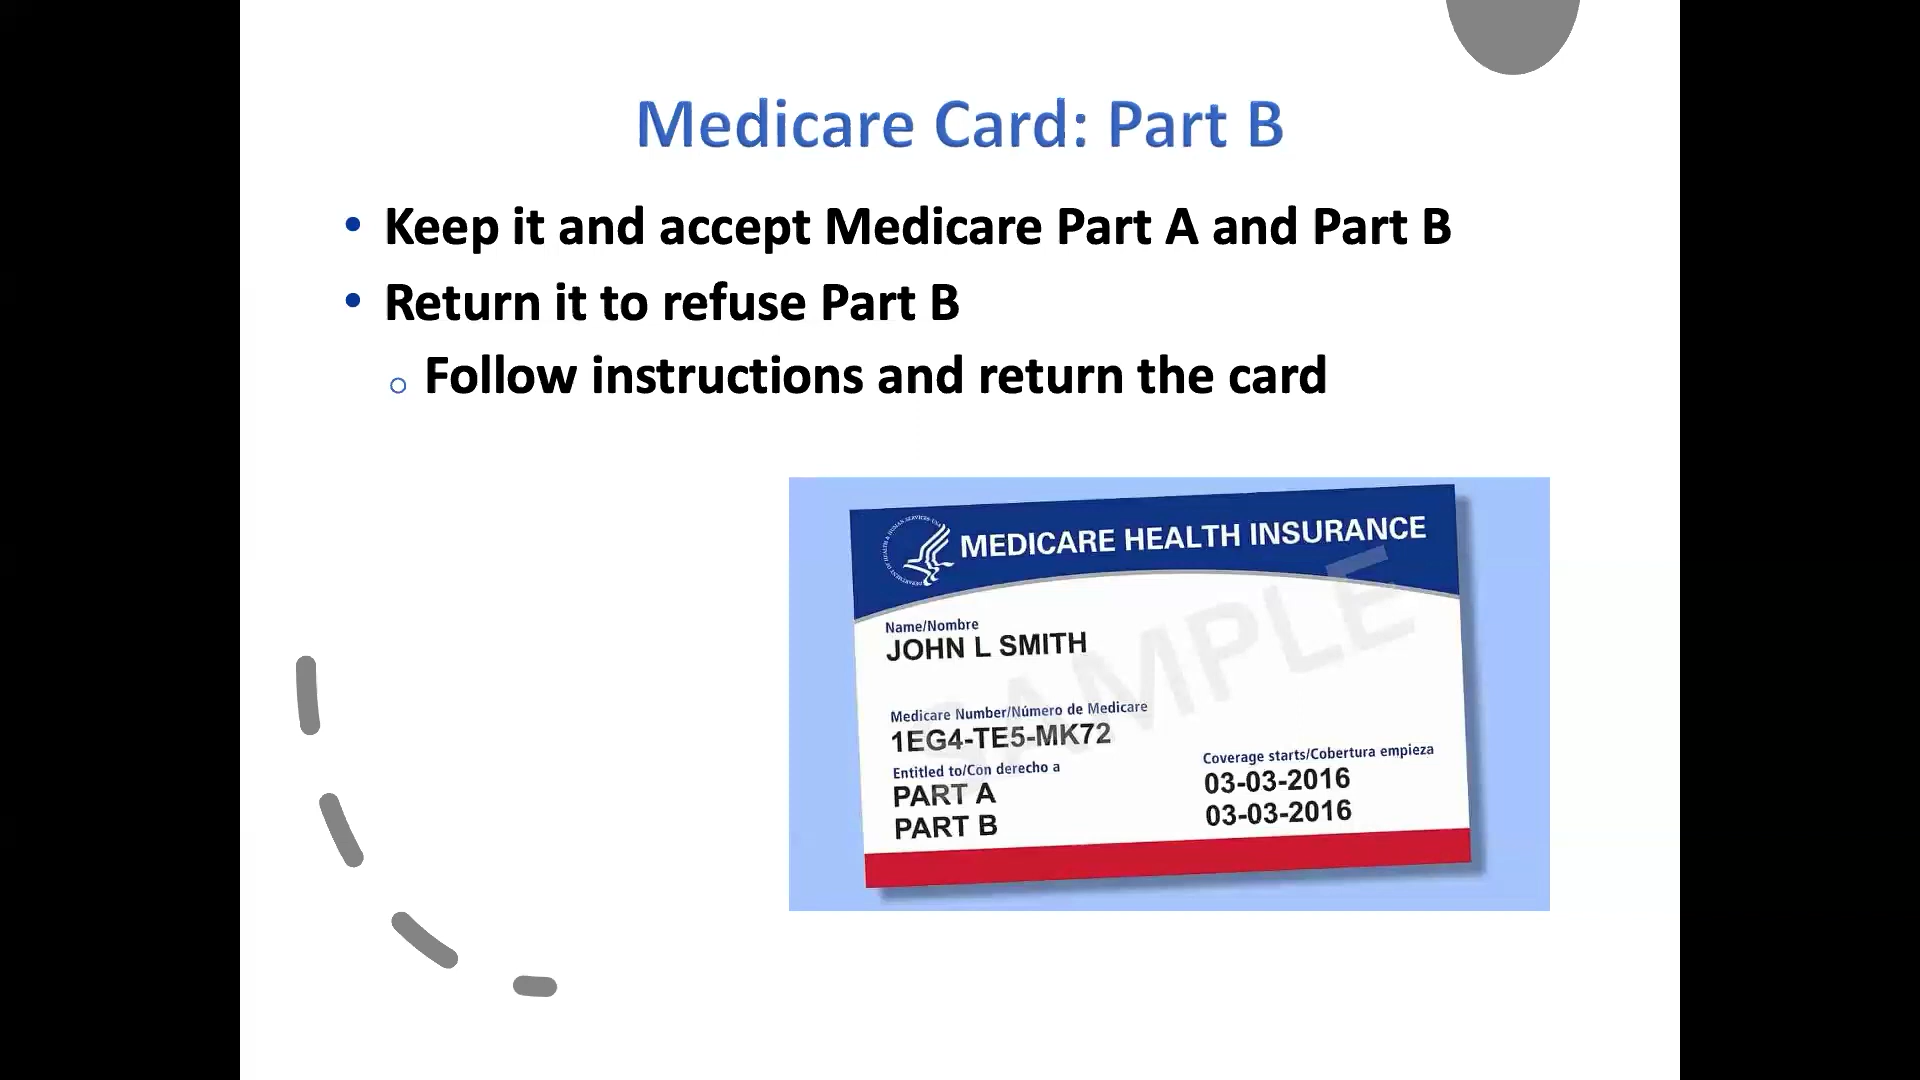 Medicare Card: Part B
• Keep it and accept Medicare Part A and Part B
• Return it to refuse Part B
○ Follow instructions and return the card
MEDICARE HEALTH INSURANCE
Name/Nombre
JOHN L SMITH
Medicare Number/Número de Medicare
1EG4-TE5-MK72
Entitled to/Con derecho a
PART A
PART B
Coverage starts/Cobertura empieza
03-03-2016
03-03-2016
SAMPLE